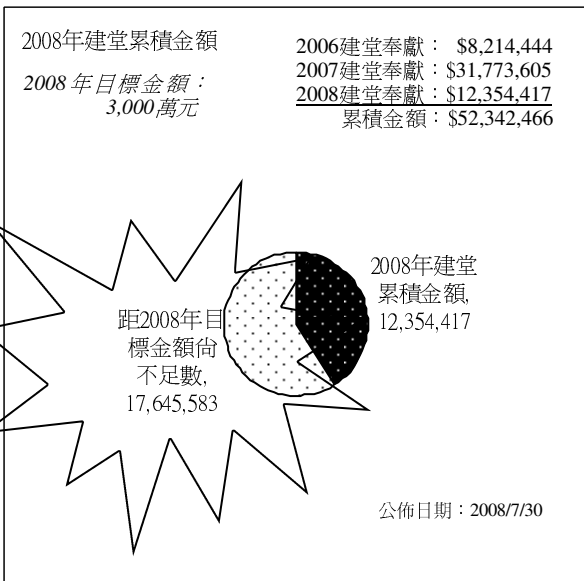 2008年建堂累積金額
2008年目標金額：
3,000萬元
2006建堂奉獻： $8,214,444
2007建堂奉獻：$31,773,605
2008建堂奉獻：$12,354,417
累積金額：$52,342,466
2008年建堂
累積金額,
12,354,417
距2008年目
標金額尚
不足數,
17,645,583
公佈日期：2008/7/30